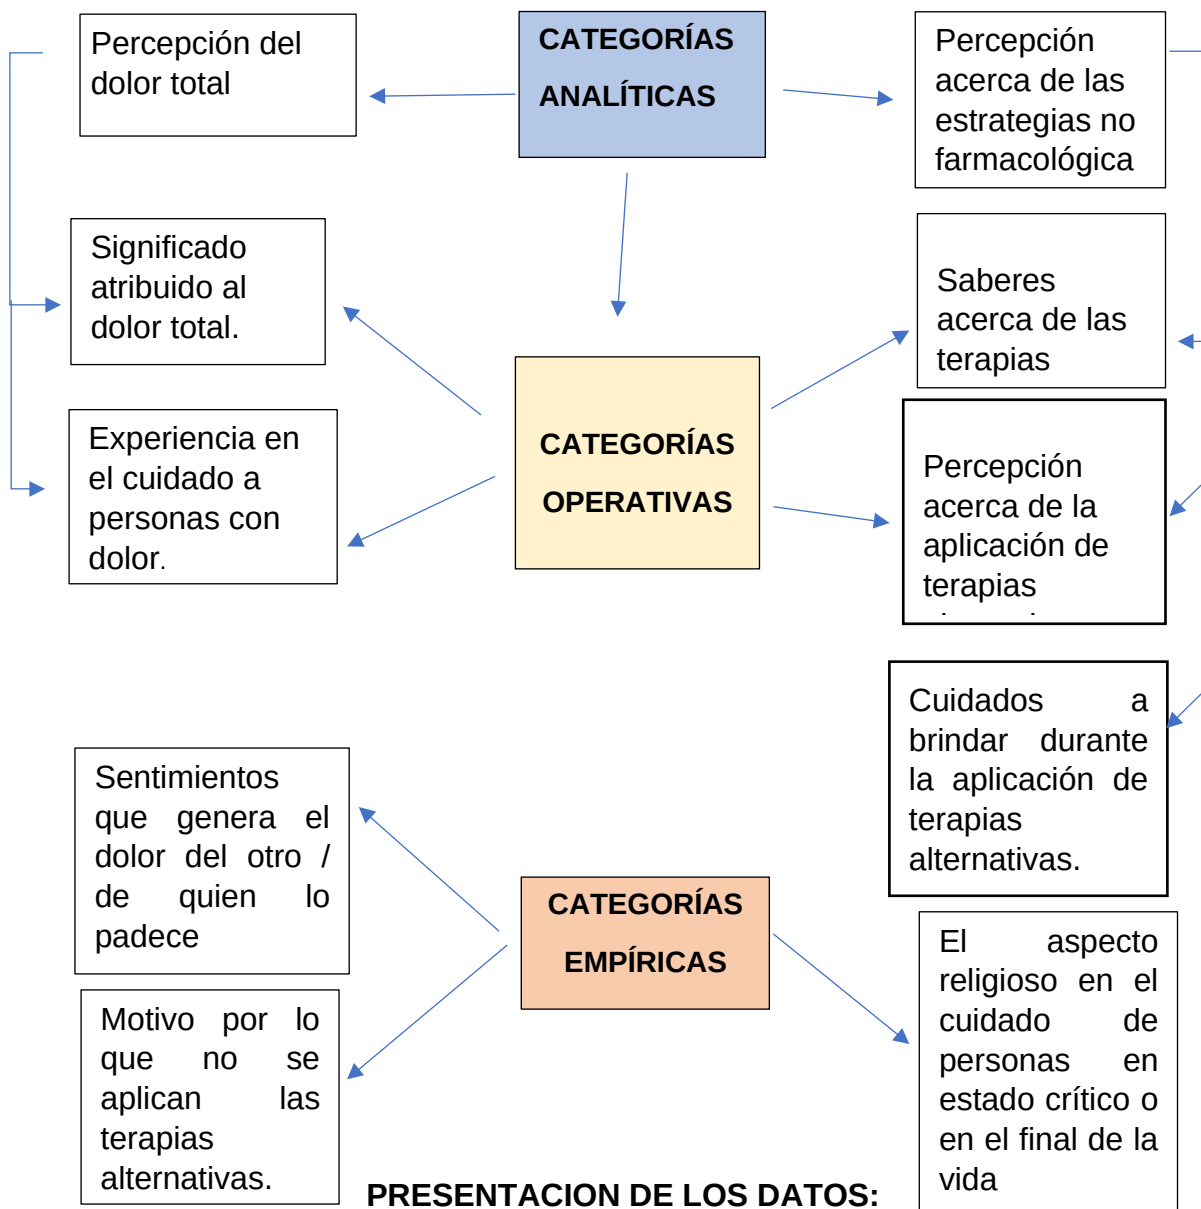 Percepción del
dolor total
CATEGORÍAS
ANALÍTICAS
Percepción
acerca de las
estrategias no
farmacológica
Significado
atribuido al
dolor total.
Saberes
acerca de las
terapias
Experiencia en
el cuidado a
personas con
dolor.
CATEGORÍAS
OPERATIVAS
Percepción
acerca de la
aplicación de
terapias
Cuidados a
brindar durante
la aplicación de
terapias
alternativas.
Sentimientos
que genera el
dolor del otro /
de quien lo
padece
CATEGORÍAS
EMPÍRICAS
El aspecto
religioso en el
cuidado de
personas en
estado crítico o
en el final de la
vida
Motivo por lo
que no se
aplican las
terapias
alternativas.
PRESENTACION DE LOS DATOS: